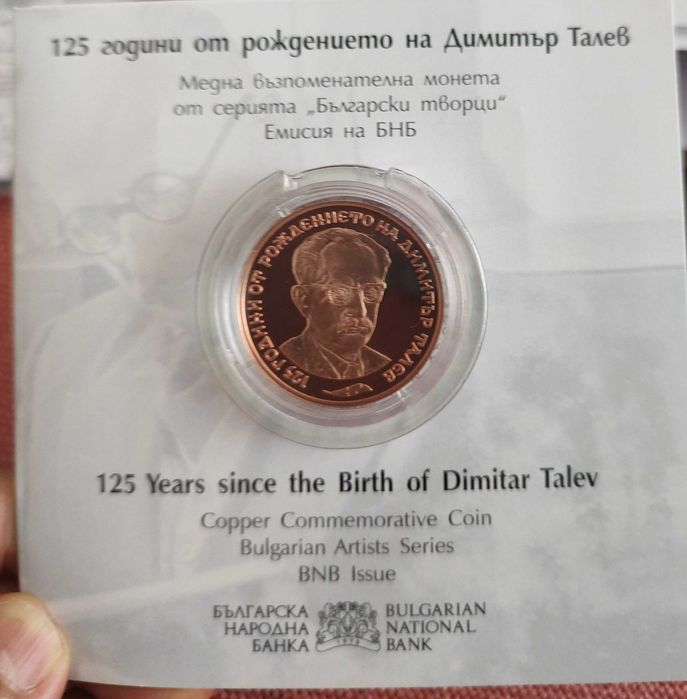 125 години от рождението на Димитър Талев
Медна възпоменателна монета
от серията „Български творци“
Емисия на БНБ
125 ГОДИНИ ОТ РОЖДЕНИЕТО НА ДИМИТЪР ТАЛЕВ
125 Years since the Birth of Dimitar Talev
Copper Commemorative Coin
Bulgarian Artists Series
BNB Issue
БЪЛГАРСКА
НАРОДНА
БАНКА
1879
BULGARIAN
NATIONAL
BANK